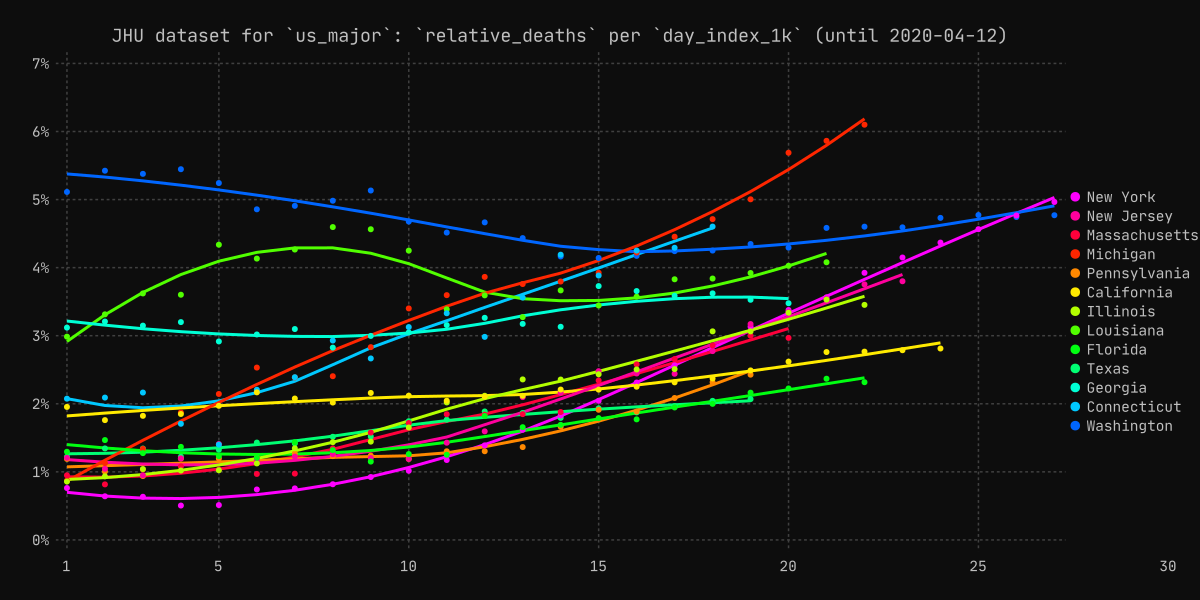 JHU dataset for `us_major`: `relative_deaths` per `day_index_1k` (until 2020-04-12)
7%
6%
5%
4%
3%
2%
1%
0%
1 5 10 15 20 25 30
New York
New Jersey
Massachusetts
Michigan
Pennsylvania
California
Illinois
Louisiana
Florida
Texas
Georgia
Connecticut
Washington